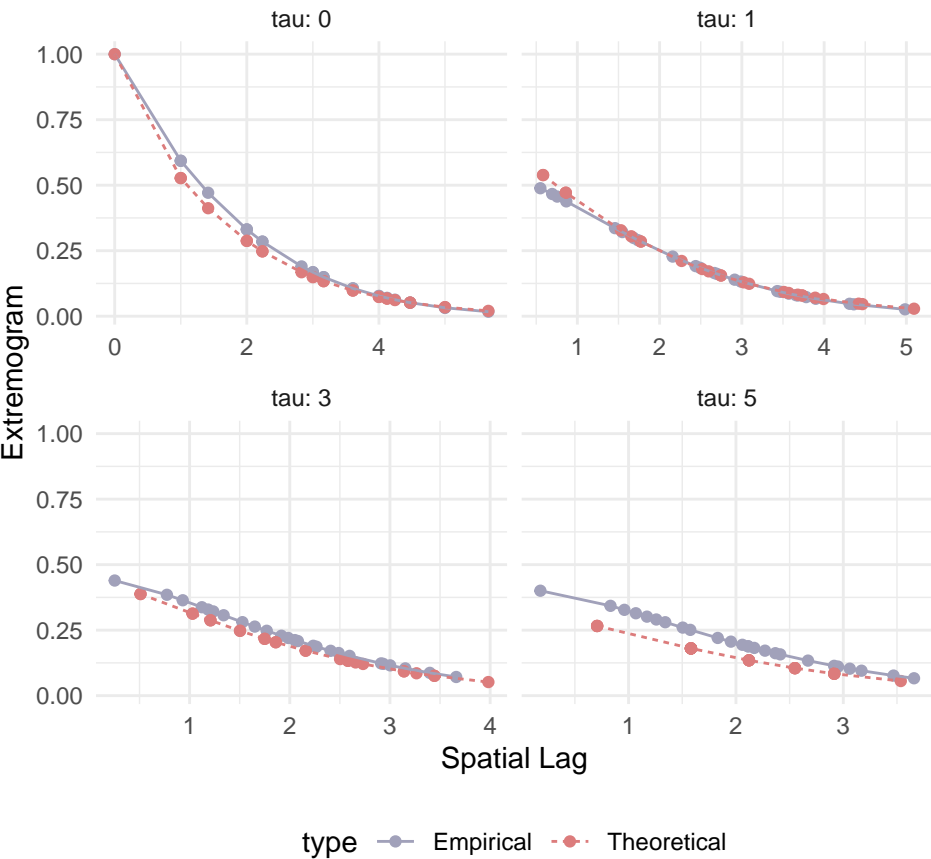 tau: 0
tau: 1
1.00
0.75
0.50
0.25
0.00
0 2 4
1 2 3 4 5
tau: 3
tau: 5
1.00
0.75
0.50
0.25
0.00
1 2 3 4
1 2 3
Extremogram
Spatial Lag
type Empirical Theoretical